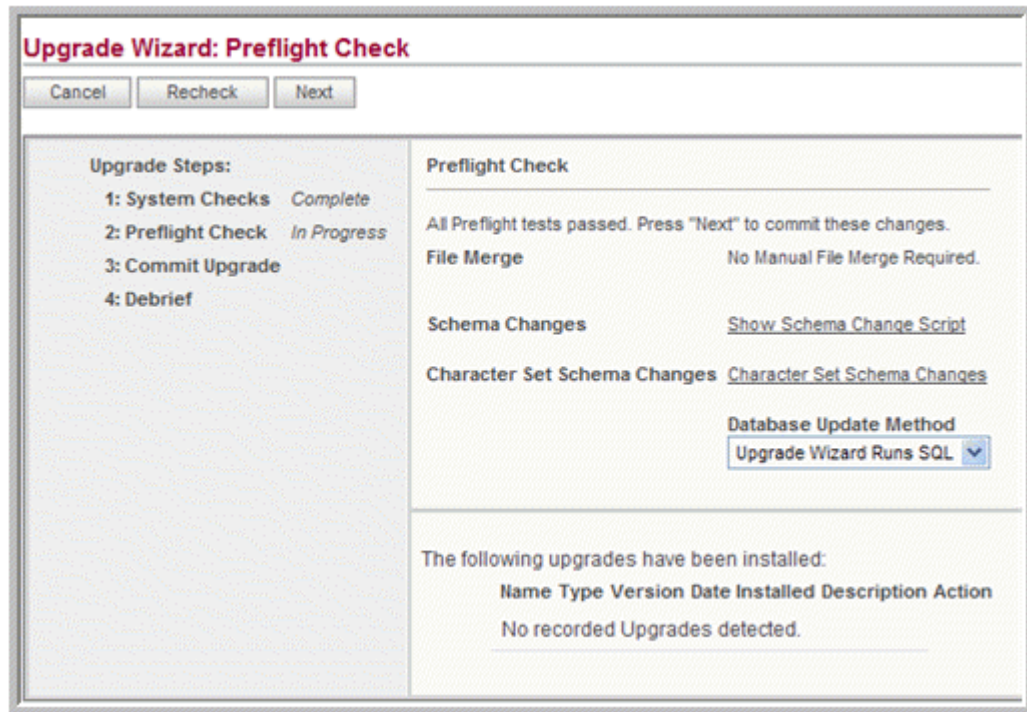 Upgrade Wizard: Preflight Check
Cancel Recheck Next
Upgrade Steps:
1: System Checks Complete
2: Preflight Check In Progress
3: Commit Upgrade
4: Debrief
Preflight Check
All Preflight tests passed. Press "Next" to commit these changes.
File Merge No Manual File Merge Required.
Schema Changes Show Schema Change Script
Character Set Schema Changes Character Set Schema Changes
Database Update Method
Upgrade Wizard Runs SQL
The following upgrades have been installed:
Name Type Version Date Installed Description Action
No recorded Upgrades detected.